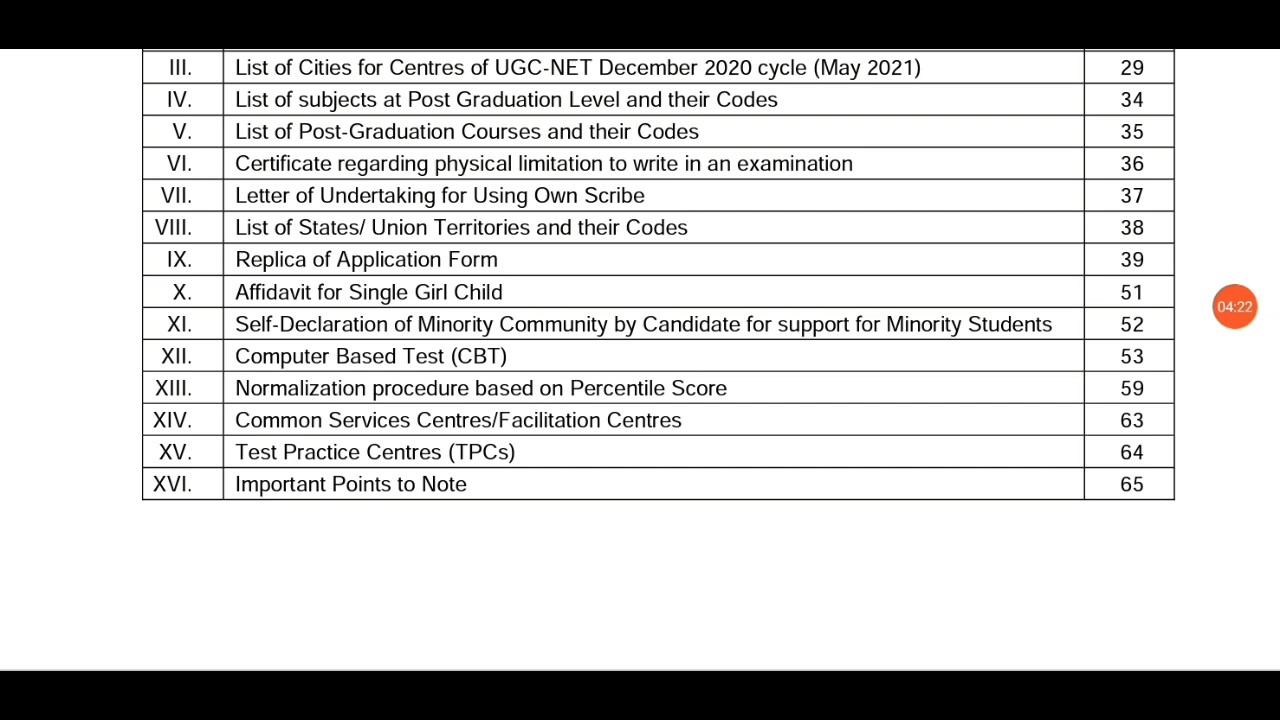 III. List of Cities for Centres of UGC-NET December 2020 cycle (May 2021) 29
IV. List of subjects at Post Graduation Level and their Codes 34
V. List of Post-Graduation Courses and their Codes 35
VI. Certificate regarding physical limitation to write in an examination 36
VII. Letter of Undertaking for Using Own Scribe 37
VIII. List of States/ Union Territories and their Codes 38
IX. Replica of Application Form 39
X. Affidavit for Single Girl Child 51
04:22
XI. Self-Declaration of Minority Community by Candidate for support for Minority Students 52
XII. Computer Based Test (CBT) 53
XIII. Normalization procedure based on Percentile Score 59
XIV. Common Services Centres/Facilitation Centres 63
XV. Test Practice Centres (TPCs) 64
XVI. Important Points to Note 65